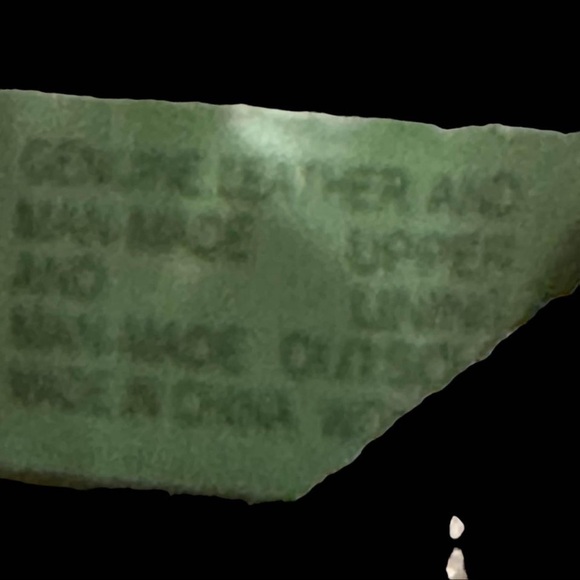 GENUINE LEATHER AND
MAN MADE UPPER
AND LINING
MAN MADE OUTSOLE
MADE IN CHINA